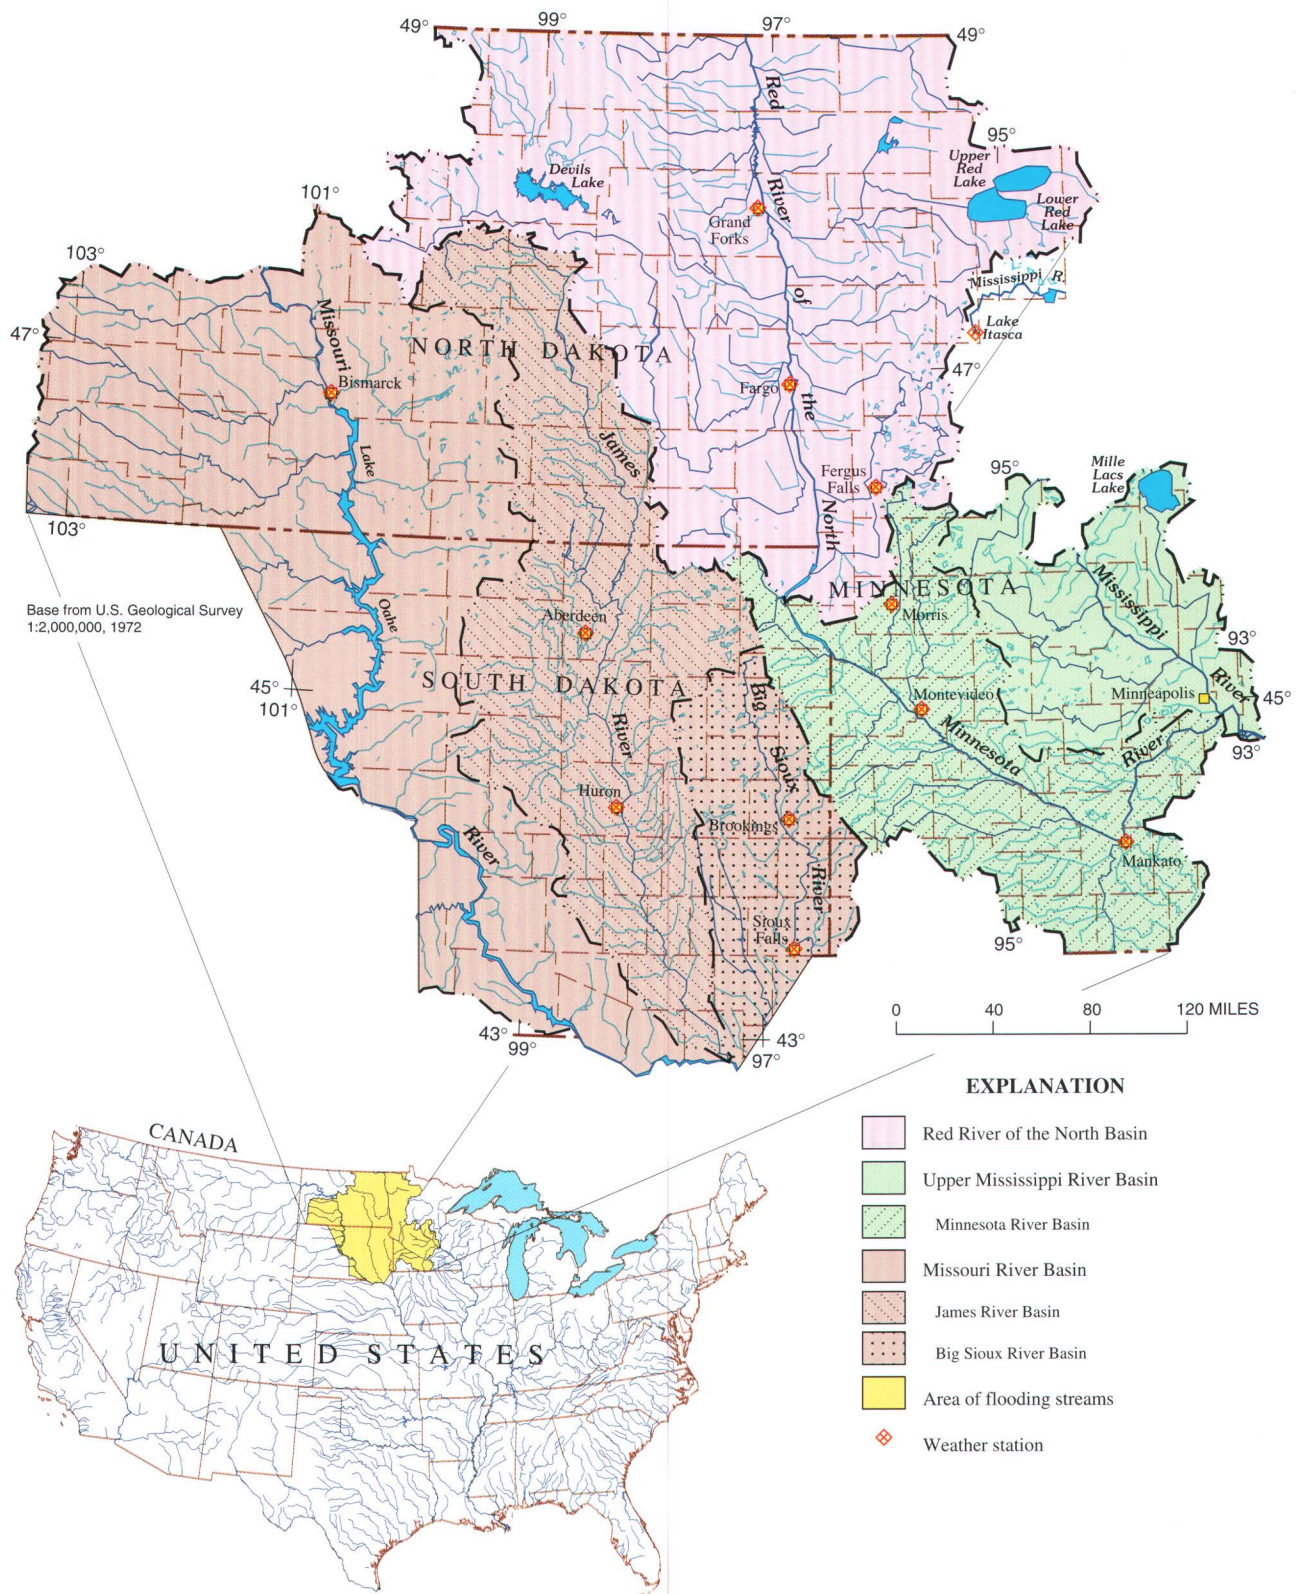 49°
99°
97°
49°
95°
Upper
Red
Lake
Lower
Red
Lake
Devils
Lake
Red
River
of
the
North
Grand
Forks
101°
103°
47°
Mississippi R.
Lake
Itasca
47°
Missouri
NORTH DAKOTA
Bismarck
Fargo
Lake
James
Fergus
Falls
95°
Mille
Lacs
Lake
103°
Base from U.S. Geological Survey
1:2,000,000, 1972
Oahe
Aberdeen
MINNESOTA
Morris
Mississippi
93°
River
45°
101°
SOUTH DAKOTA
River
Big
Sioux
River
Montevideo
Minnesota
River
Minneapolis
45°
93°
Huron
Brookings
River
Mankato
Sioux
Falls
95°
43°
99°
43°
97°
0 40 80 120 MILES
EXPLANATION
Red River of the North Basin
Upper Mississippi River Basin
Minnesota River Basin
Missouri River Basin
James River Basin
Big Sioux River Basin
Area of flooding streams
Weather station
CANADA
UNITED STATES